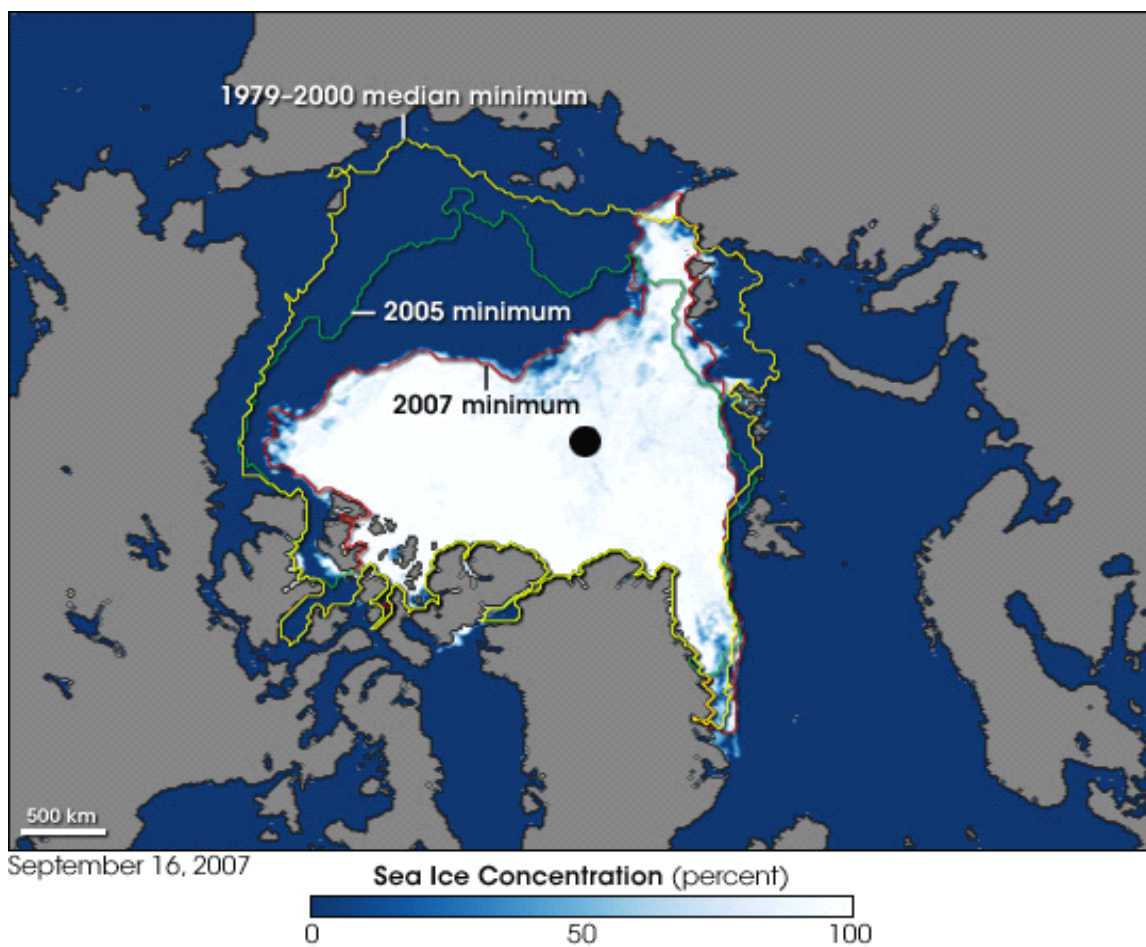 1979-2000 median minimum
2005 minimum
2007 minimum
500 km
September 16, 2007
Sea Ice Concentration (percent)
0 50 100